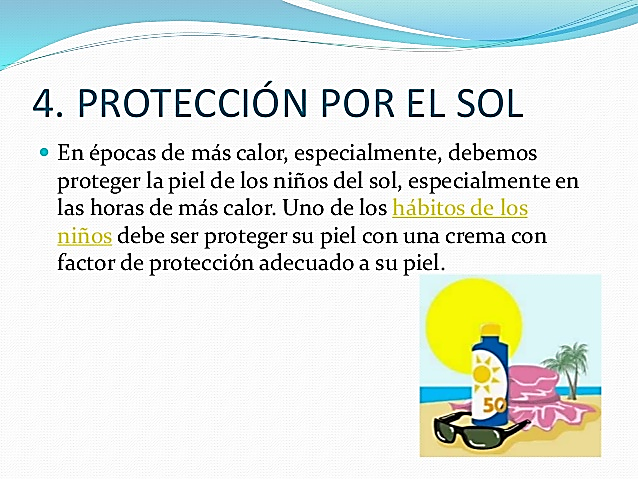 4. PROTECCIÓN POR EL SOL
En épocas de más calor, especialmente, debemos
proteger la piel de los niños del sol, especialmente en
las horas de más calor. Uno de los hábitos de los
niños debe ser proteger su piel con una crema con
factor de protección adecuado a su piel.
50